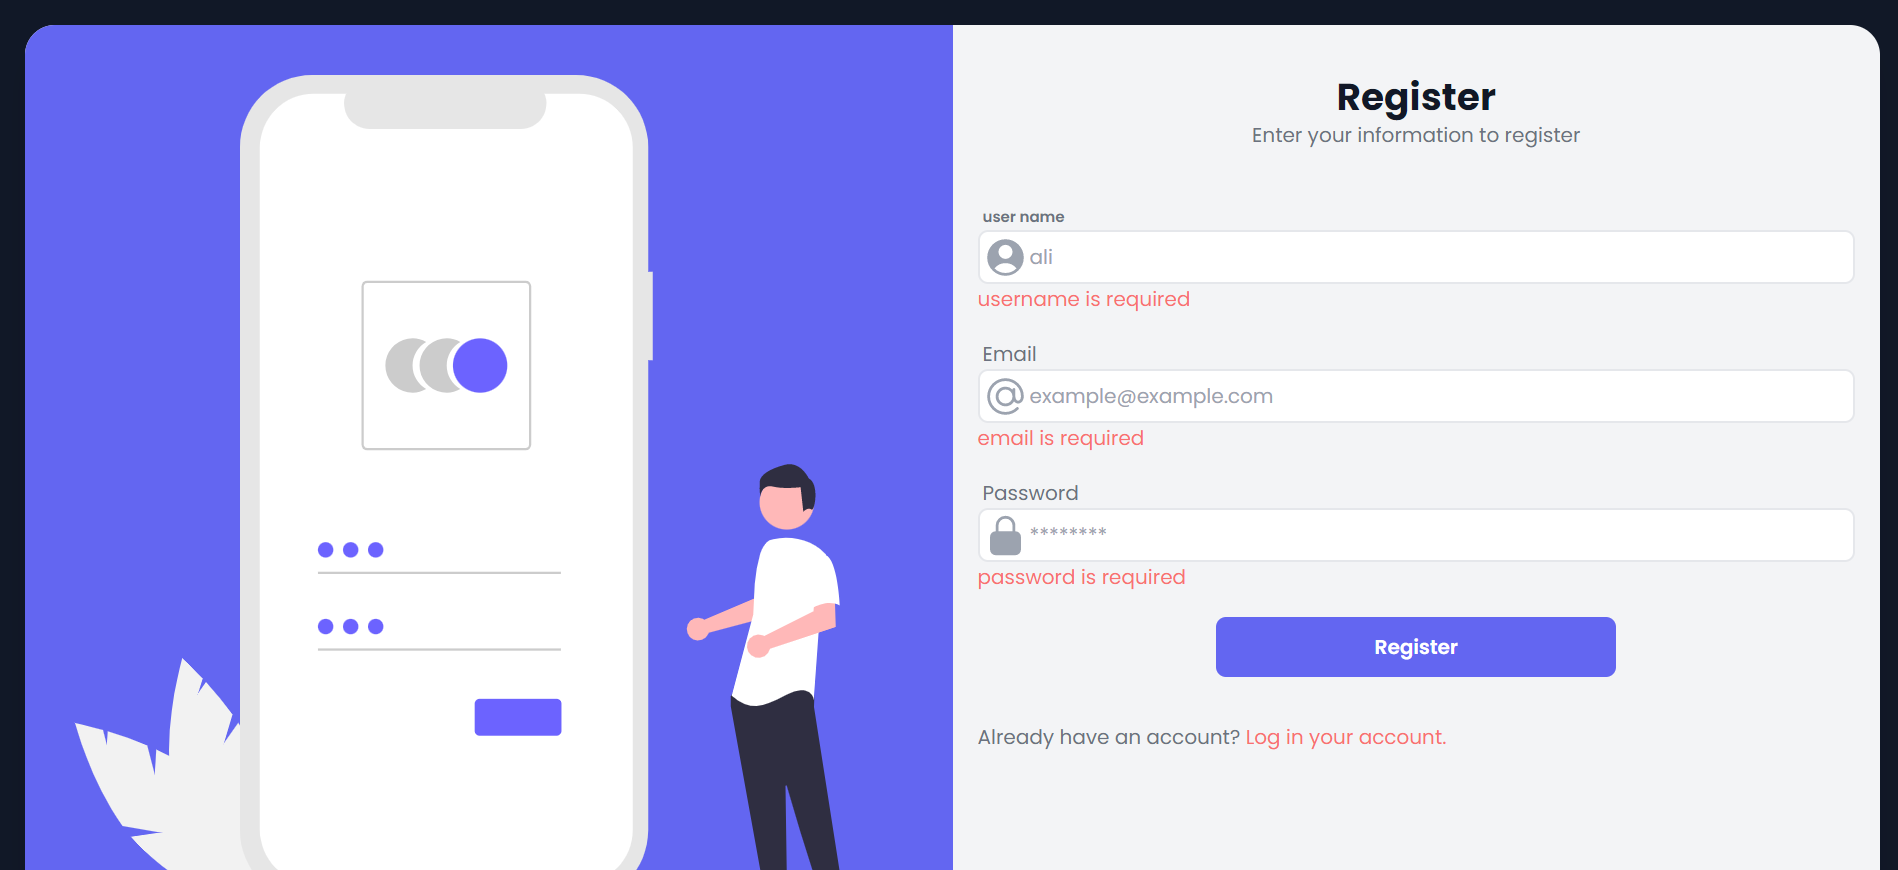 Register
Enter your information to register
user name
ali
username is required
Email
example@example.com
email is required
Password
********
password is required
Register
Already have an account? Log in your account.